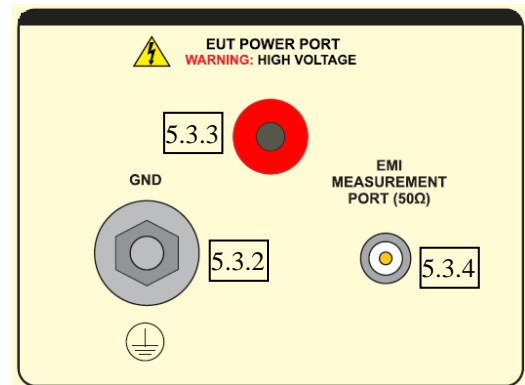 EUT POWER PORT
WARNING: HIGH VOLTAGE
5.3.3
GND
EMI
MEASUREMENT
PORT (50Ω)
5.3.2
5.3.4